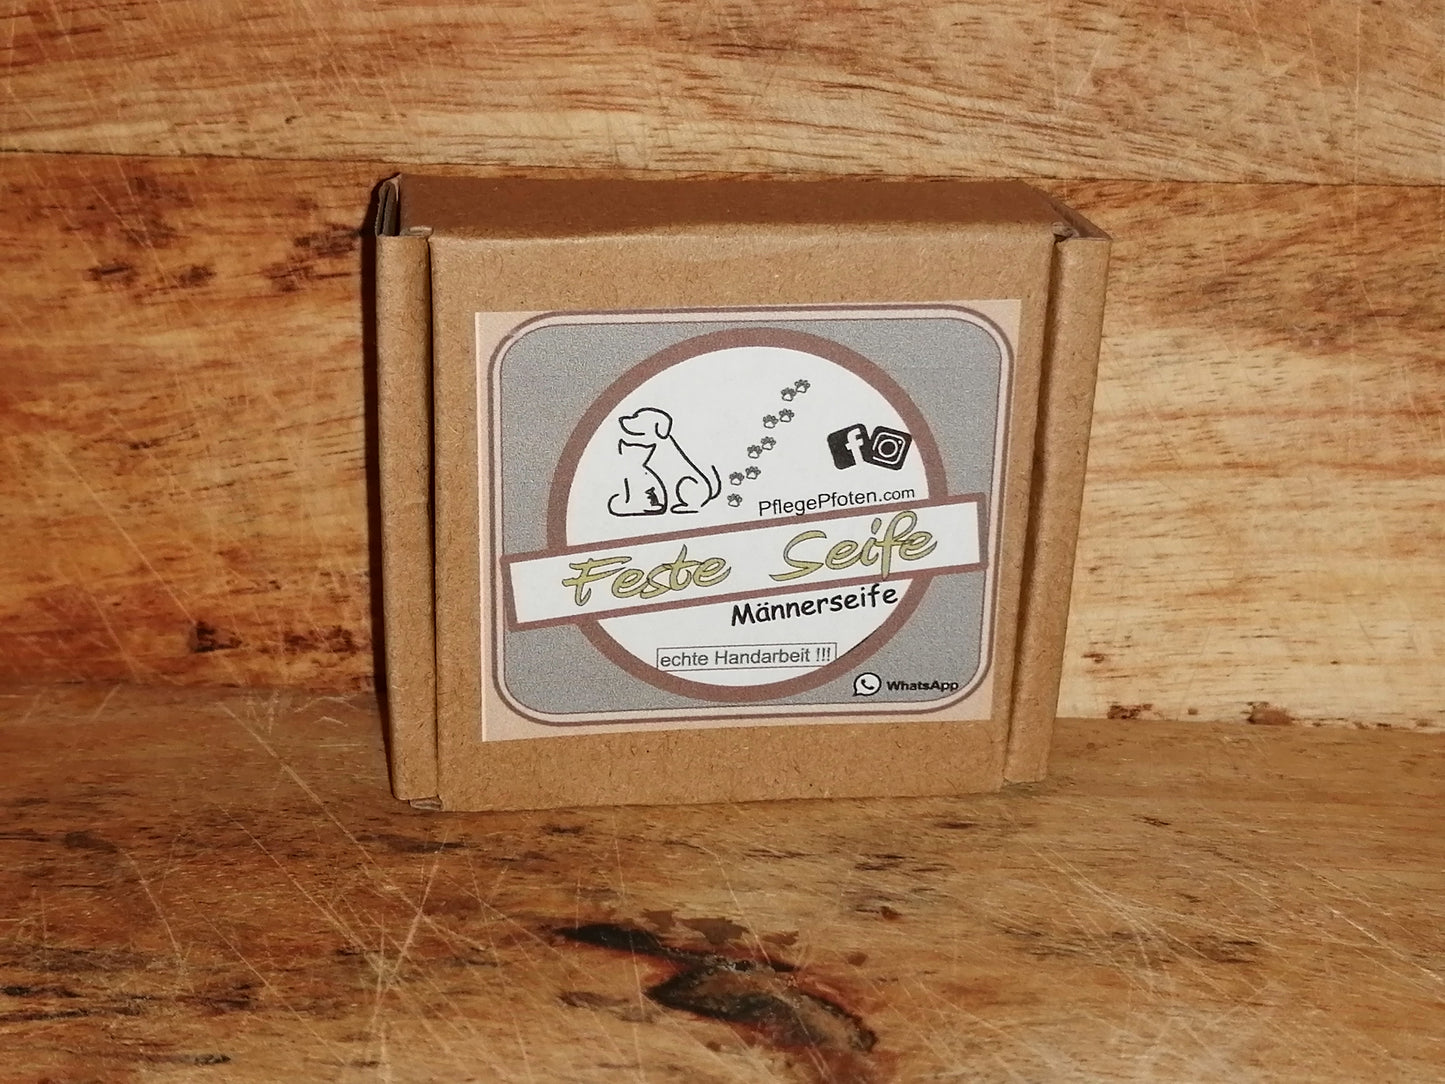 PflegePfoten.com
Feste Seife
Männerseife
echte Handarbeit !!!
WhatsApp